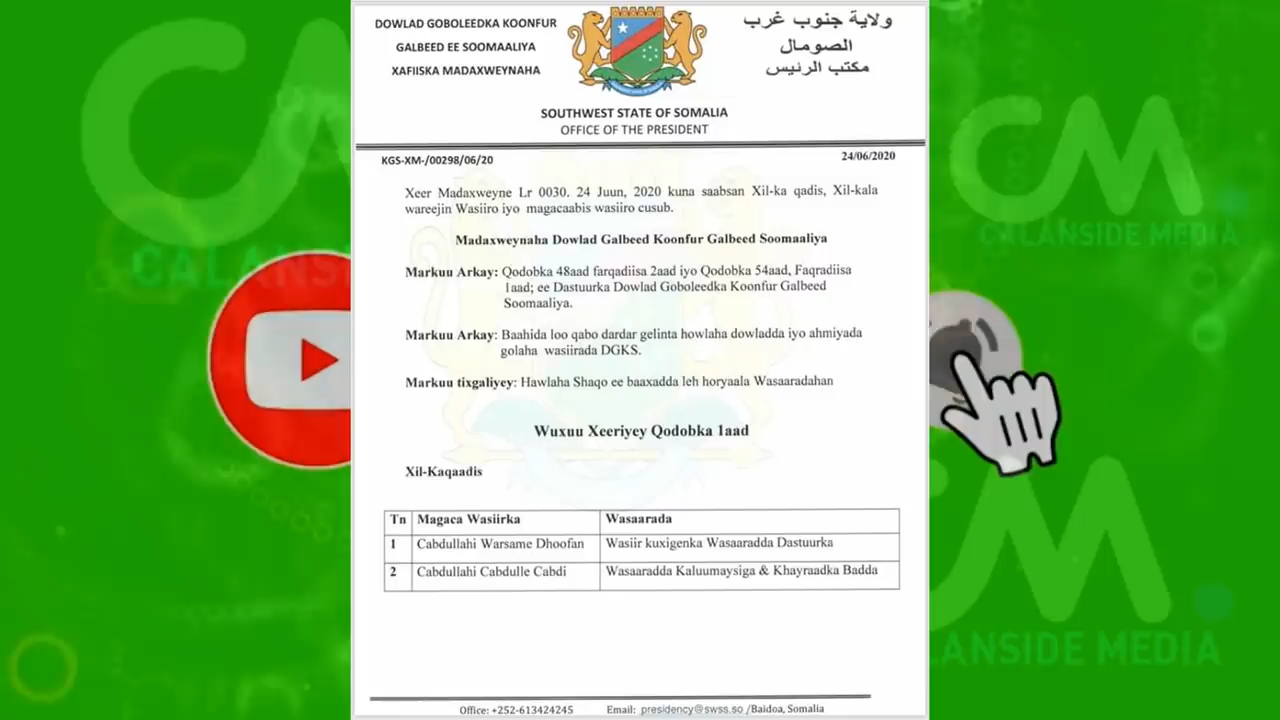 DOWLAD GOBOLEEDKA KOONFUR
GALBEED EE SOOMAALIYA
XAFIISKA MADAXWEYNAHA
ولاية جنوب غرب
الصومال
مكتب الرئيس
SOUTHWEST STATE OF SOMALIA
OFFICE OF THE PRESIDENT
KGS-XM-/00298/06/20
24/06/2020
Xeer Madaxweyne Lr 0030. 24 Juun, 2020 kuna saabsan Xil-ka qadis, Xil-kala
wareejin Wasiiro iyo magacaabis wasiiro cusub.
Madaxweynaha Dowlad Galbeed Koonfur Galbeed Soomaaliya
Markuu Arkay: Qodobka 48aad farqadiisa 2aad iyo Qodobka 54aad, Faqradiisa
1aad; ee Dastuurka Dowlad Goboleedka Koonfur Galbeed
Soomaaliya.
Markuu Arkay: Baahida loo qabo dardar gelinta howlaha dowladda iyo ahmiyada
golaha wasiirada DGKS.
Markuu tixgaliyey: Hawlaha Shaqo ee baaxadda leh horyaala Wasaaradahan
Wuxuu Xeeriyey Qodobka 1aad
Xil-Kaqaadis
Tn Magaca Wasiirka Wasaarada
1 Cabdullahi Warsame Dhoofan Wasiir kuxigenka Wasaaradda Dastuurka
2 Cabdullahi Cabdulle Cabdi Wasaaradda Kaluumaysiga & Khayraadka Badda
Office: +252-613424245 Email: presidency@swss.so /Baidoa, Somalia
CM
CALANS
CM
CALANSIDE MEDIA
CM
LANSIDE MEDIA